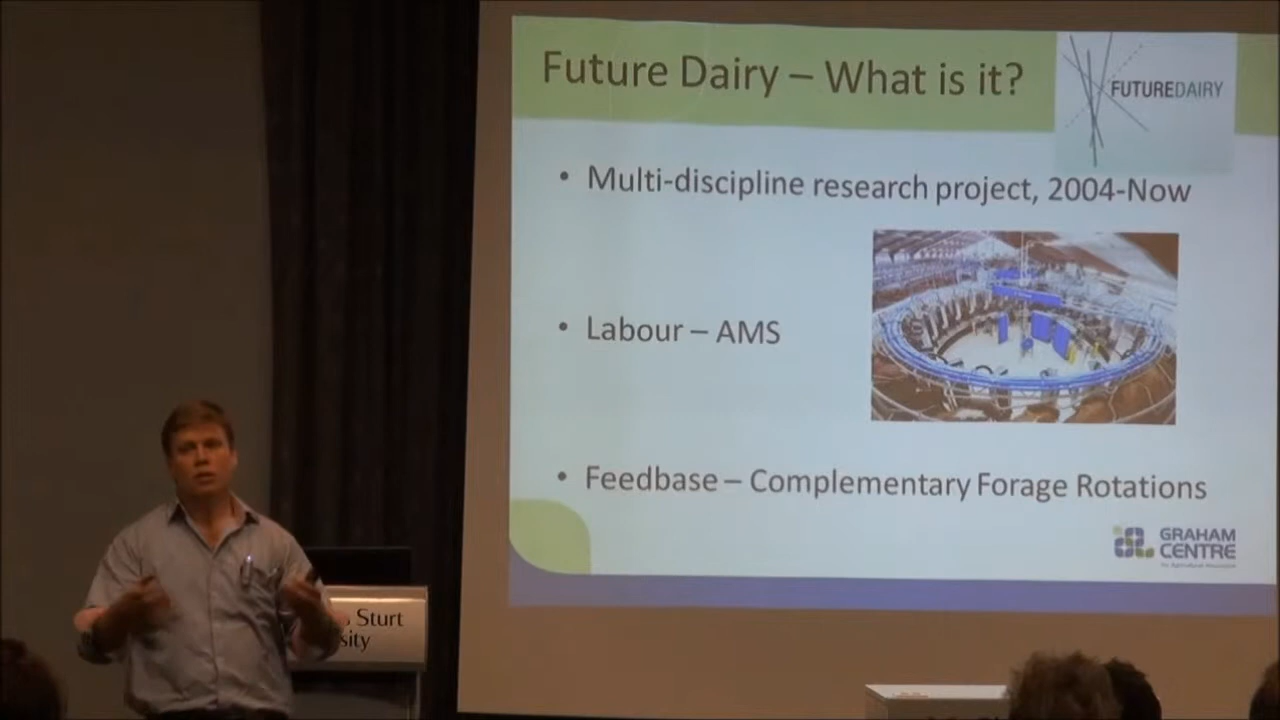 Future Dairy – What is it?
FUTUREDAIRY
• Multi-discipline research project, 2004-Now
• Labour – AMS
• Feedbase – Complementary Forage Rotations
GRAHAM
CENTRE
Sturt